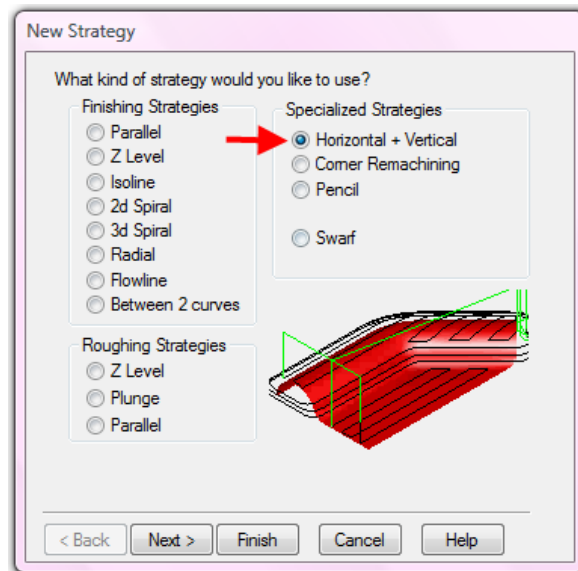 New Strategy
What kind of strategy would you like to use?
Finishing Strategies
Parallel
Z Level
Isoline
2d Spiral
3d Spiral
Radial
Flowline
Between 2 curves
Roughing Strategies
Z Level
Plunge
Parallel
Specialized Strategies
Horizontal + Vertical
Corner Remachining
Pencil
Swarf
< Back
Next >
Finish
Cancel
Help